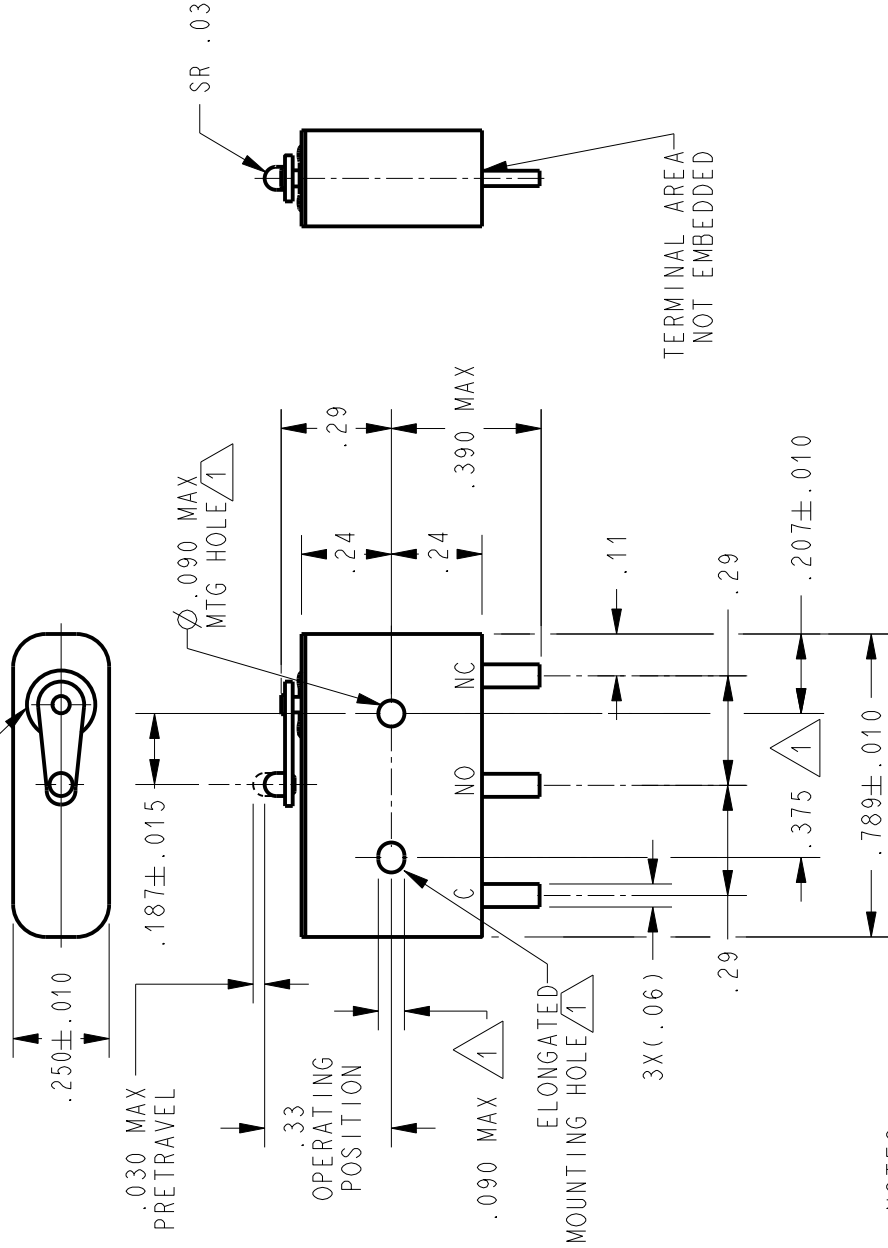 SR .03
TERMINAL AREA
NOT EMBEDDED
.29
.390 MAX
Ø.090 MAX
MTG HOLE 1
.24
.24
.11
.29
.207±.010
.187±.015
.250±.010
.030 MAX
PRETRAVEL
.33
OPERATING
POSITION
NC
NO
C
.375 1
.789±.010
.29
3X(.06)
.090 MAX 1
ELONGATED
MOUNTING HOLE 1